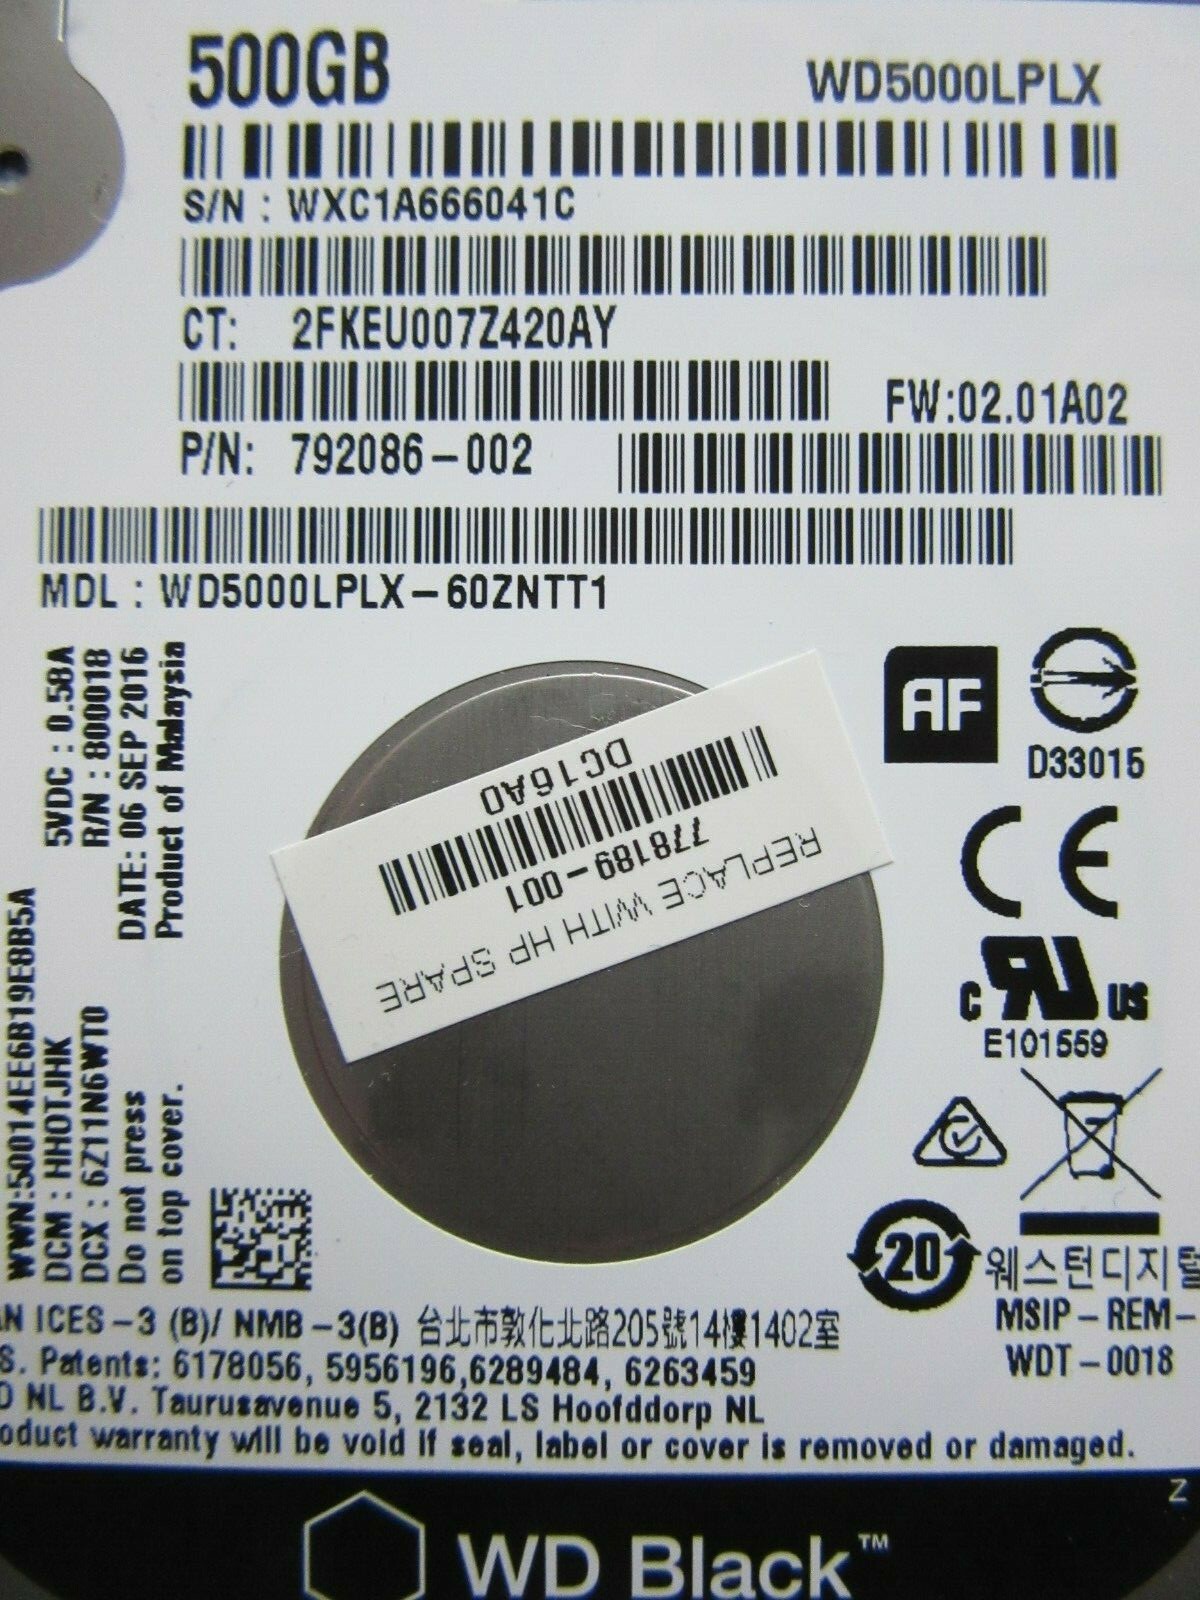 500GB
WD5000LPLX
S/N : WXC1A666041C
CT: 2FKEU007Z420AY
FW:02.01A02
P/N: 792086-002
MDL : WD5000LPLX-60ZNTT1
5VDC : 0.58A
R/N : 800018
DATE: 06 SEP 2016
Product of Malaysia
WWN:50014EE6B19E8B5A
DCM : HHOTJHK
DCX : 6Z11N6WT0
Do not press
on top cover.
REPLACE WITH HP SPARE
778189-001
DC16A0
AF
D33015
CE
c RU US
E101559
20
웨스턴디지털
MSIP-REM-
WDT-0018
AN ICES-3 (B)/ NMB-3(B) 台北市敦化北路205號14樓1402室
S. Patents: 6178056, 5956196,6289484, 6263459
D NL B.V. Taurusavenue 5, 2132 LS Hoofddorp NL
oduct warranty will be void if seal, label or cover is removed or damaged.
Z
WD Black™